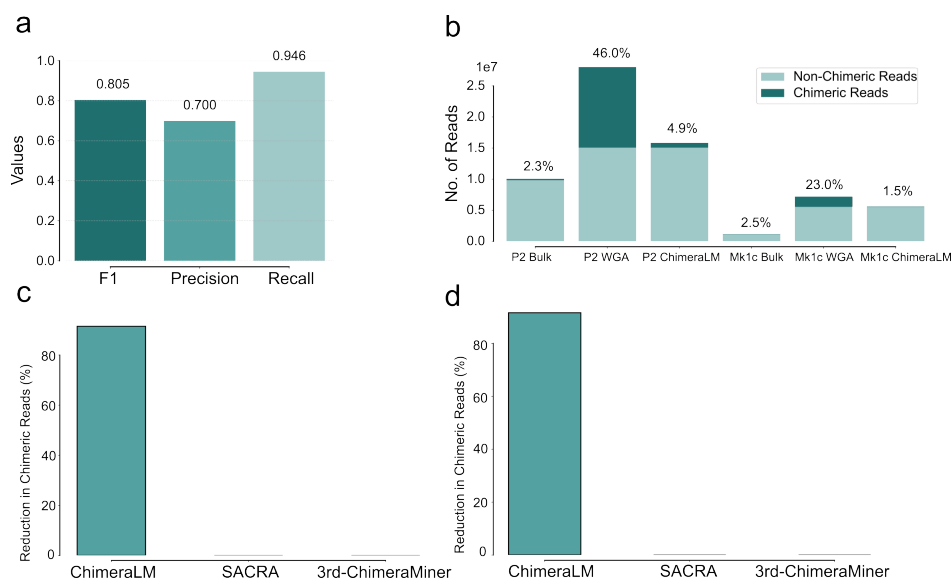 a
0.805
0.700
0.946
1.0
0.8
0.6
0.4
0.2
0.0
Values
F1
Precision
Recall
b
1e7
46.0%
Non-Chimeric Reads
Chimeric Reads
2.3%
4.9%
2.5%
23.0%
1.5%
2.5
2.0
1.5
1.0
0.5
0.0
No. of Reads
P2 Bulk
P2 WGA
P2 ChimeraLM
Mk1c Bulk
Mk1c WGA
Mk1c ChimeraLM
c
80
60
40
20
0
Reduction in Chimeric Reads (%)
ChimeraLM
SACRA
3rd-ChimeraMiner
d
80
60
40
20
0
Reduction in Chimeric Reads (%)
ChimeraLM
SACRA
3rd-ChimeraMiner